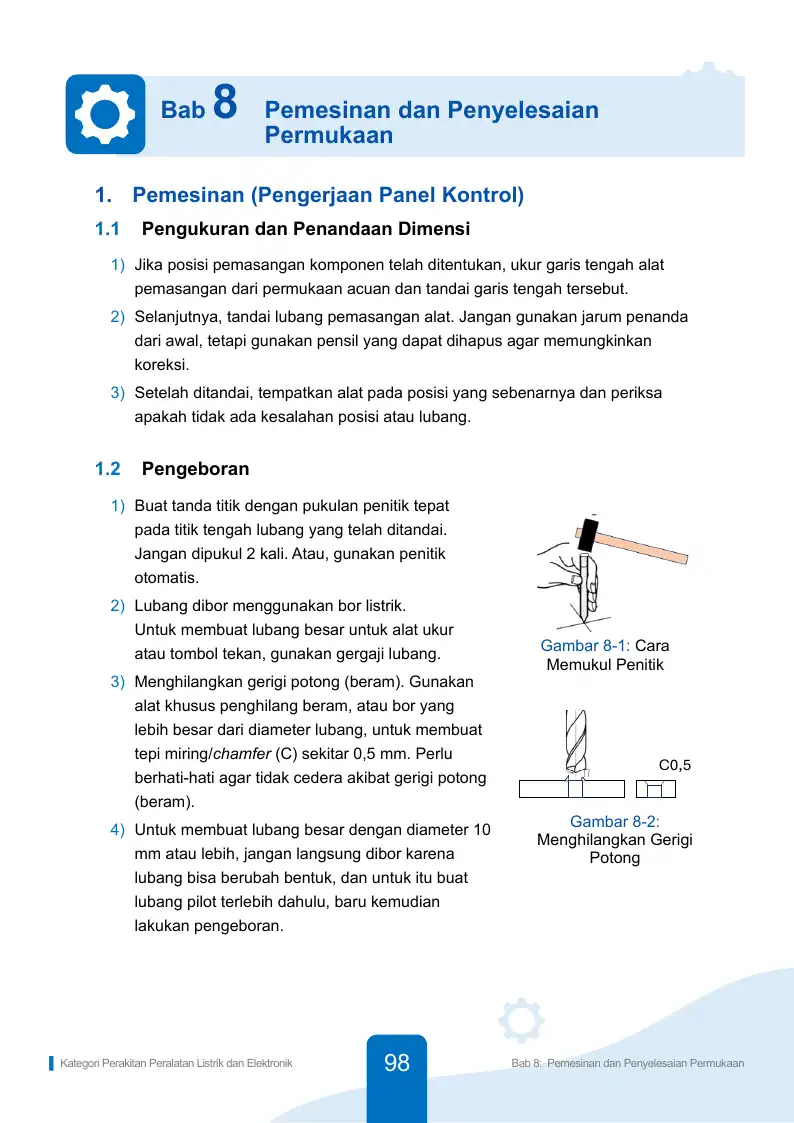 Bab 8 Pemesinan dan Penyelesaian
Permukaan
1. Pemesinan (Pengerjaan Panel Kontrol)
1.1 Pengukuran dan Penandaan Dimensi
1) Jika posisi pemasangan komponen telah ditentukan, ukur garis tengah alat
pemasangan dari permukaan acuan dan tandai garis tengah tersebut.
2) Selanjutnya, tandai lubang pemasangan alat. Jangan gunakan jarum penanda
dari awal, tetapi gunakan pensil yang dapat dihapus agar memungkinkan
koreksi.
3) Setelah ditandai, tempatkan alat pada posisi yang sebenarnya dan periksa
apakah tidak ada kesalahan posisi atau lubang.
1.2 Pengeboran
1) Buat tanda titik dengan pukulan penitik tepat
pada titik tengah lubang yang telah ditandai.
Jangan dipukul 2 kali. Atau, gunakan penitik
otomatis.
2) Lubang dibor menggunakan bor listrik.
Untuk membuat lubang besar untuk alat ukur
atau tombol tekan, gunakan gergaji lubang.
3) Menghilangkan gerigi potong (beram). Gunakan
alat khusus penghilang beram, atau bor yang
lebih besar dari diameter lubang, untuk membuat
tepi miring/chamfer (C) sekitar 0,5 mm. Perlu
berhati-hati agar tidak cedera akibat gerigi potong
(beram).
4) Untuk membuat lubang besar dengan diameter 10
mm atau lebih, jangan langsung dibor karena
lubang bisa berubah bentuk, dan untuk itu buat
lubang pilot terlebih dahulu, baru kemudian
lakukan pengeboran.
Gambar 8-1: Cara
Memukul Penitik
C0,5
Gambar 8-2:
Menghilangkan Gerigi
Potong
Kategori Perakitan Peralatan Listrik dan Elektronik
98
Bab 8: Pemesinan dan Penyelesaian Permukaan